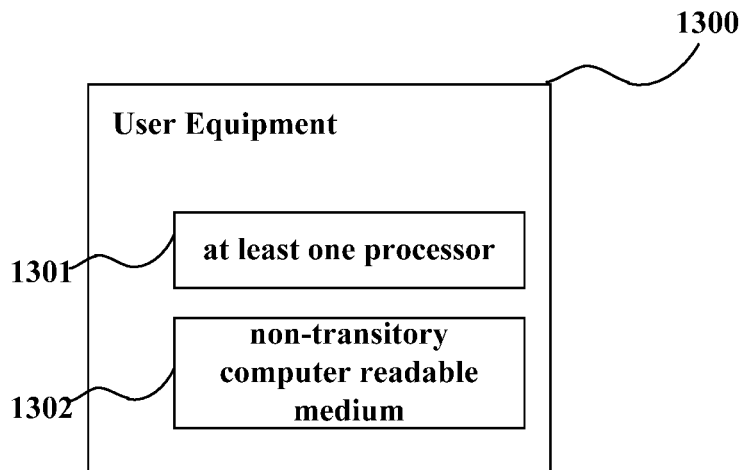 1300
User Equipment
at least one processor
1301
non-transitory
computer readable
medium
1302